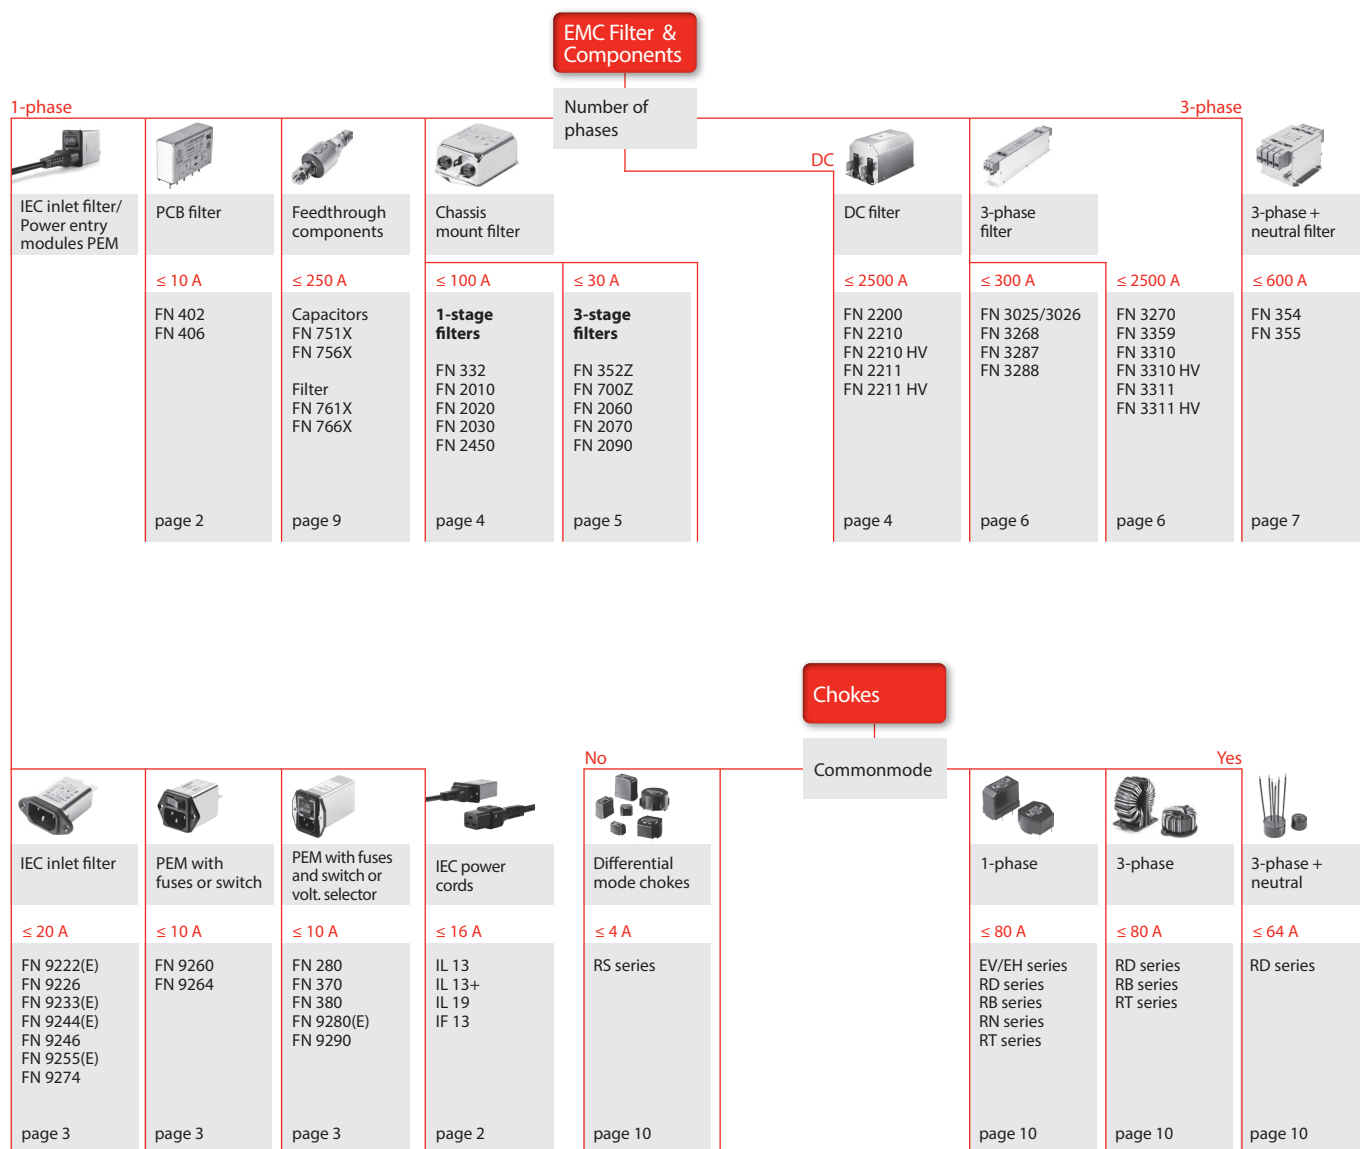 EMC Filter &
Components
Number of
phases
1-phase
3-phase
DC
IEC inlet filter/
Power entry
modules PEM
PCB filter
≤ 10 A
FN 402
FN 406
page 2
Feedthrough
components
≤ 250 A
Capacitors
FN 751X
FN 756X
Filter
FN 761X
FN 766X
page 9
Chassis
mount filter
≤ 100 A
1-stage
filters
FN 332
FN 2010
FN 2020
FN 2030
FN 2450
page 4
≤ 30 A
3-stage
filters
FN 352Z
FN 700Z
FN 2060
FN 2070
FN 2090
page 5
DC filter
≤ 2500 A
FN 2200
FN 2210
FN 2210 HV
FN 2211
FN 2211 HV
page 4
3-phase
filter
≤ 300 A
FN 3025/3026
FN 3268
FN 3287
FN 3288
page 6
≤ 2500 A
FN 3270
FN 3359
FN 3310
FN 3310 HV
FN 3311
FN 3311 HV
page 6
3-phase +
neutral filter
≤ 600 A
FN 354
FN 355
page 7
IEC inlet filter
≤ 20 A
FN 9222(E)
FN 9226
FN 9233(E)
FN 9244(E)
FN 9246
FN 9255(E)
FN 9274
page 3
PEM with
fuses or switch
≤ 10 A
FN 9260
FN 9264
page 3
PEM with fuses
and switch or
volt. selector
≤ 10 A
FN 280
FN 370
FN 380
FN 9280(E)
FN 9290
page 3
IEC power
cords
≤ 16 A
IL 13
IL 13+
IL 19
IF 13
page 2
Chokes
Commonmode
No
Yes
Differential
mode chokes
≤ 4 A
RS series
page 10
1-phase
≤ 80 A
EV/EH series
RD series
RB series
RN series
RT series
page 10
3-phase
≤ 80 A
RD series
RB series
RT series
page 10
3-phase +
neutral
≤ 64 A
RD series
page 10